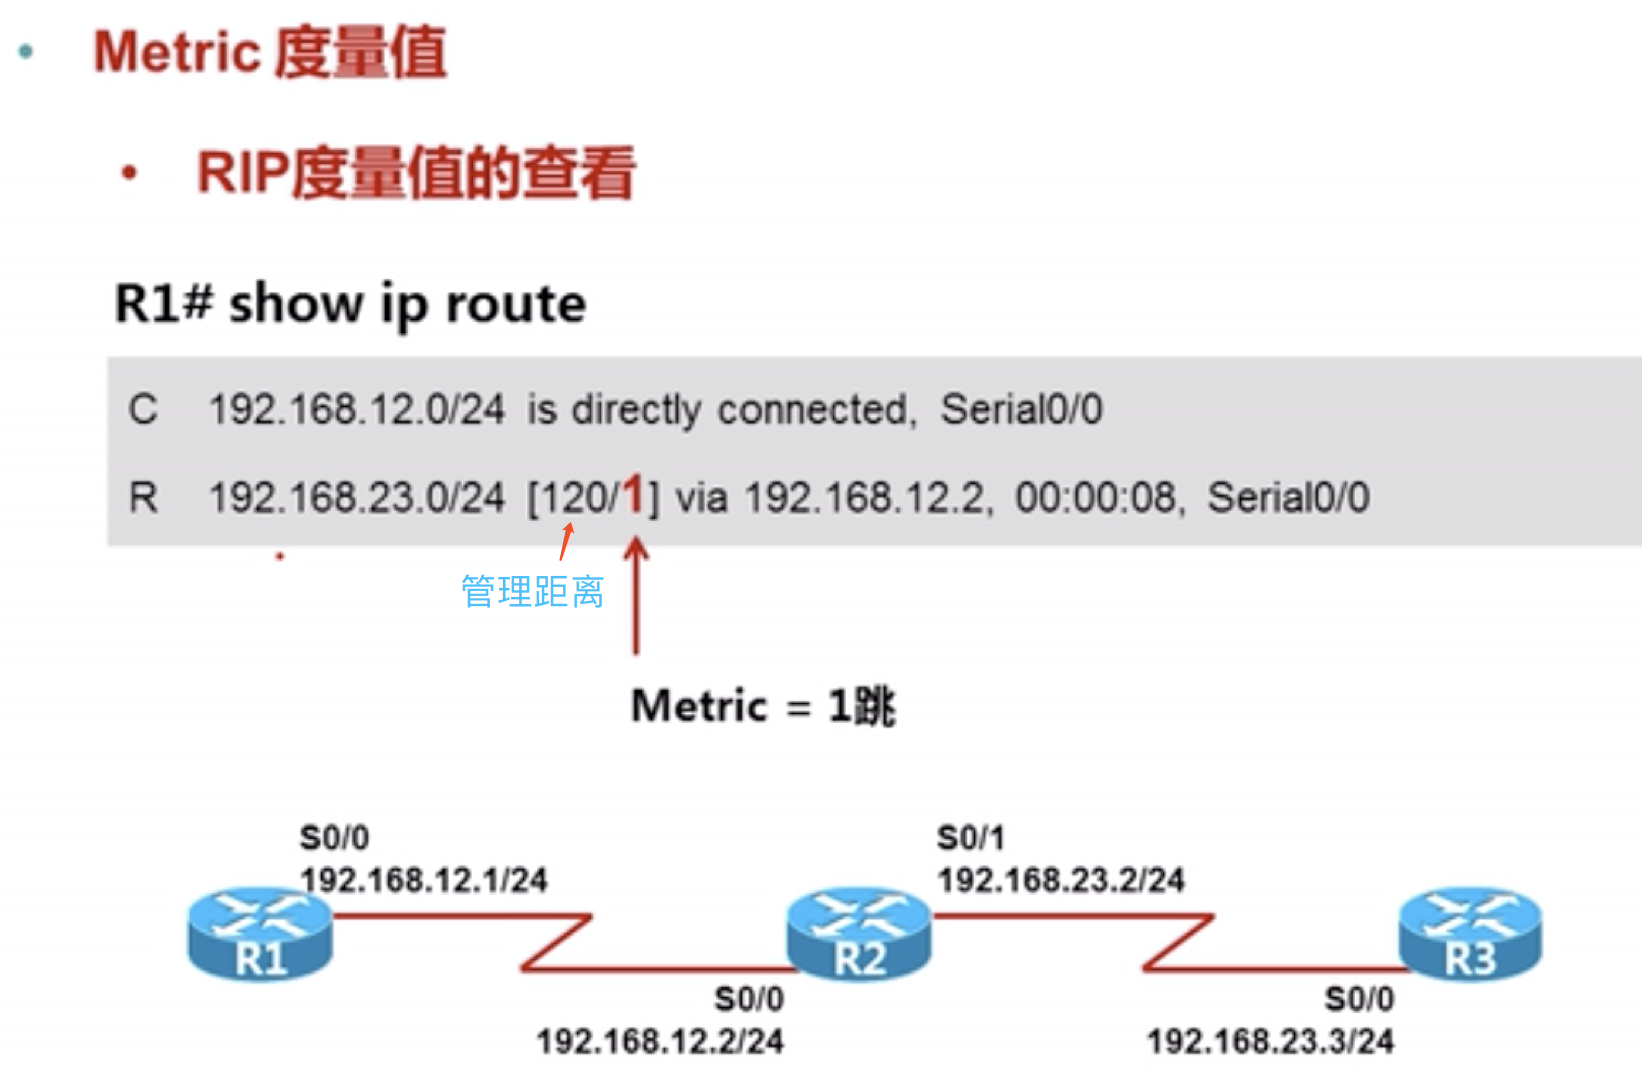 • Metric 度量值
• RIP度量值的查看
R1# show ip route
C 192.168.12.0/24 is directly connected, Serial0/0
R 192.168.23.0/24 [120/1] via 192.168.12.2, 00:00:08, Serial0/0
管理距离
Metric = 1跳
S0/0
192.168.12.1/24
S0/1
192.168.23.2/24
R1
R2
R3
S0/0
192.168.12.2/24
S0/0
192.168.23.3/24